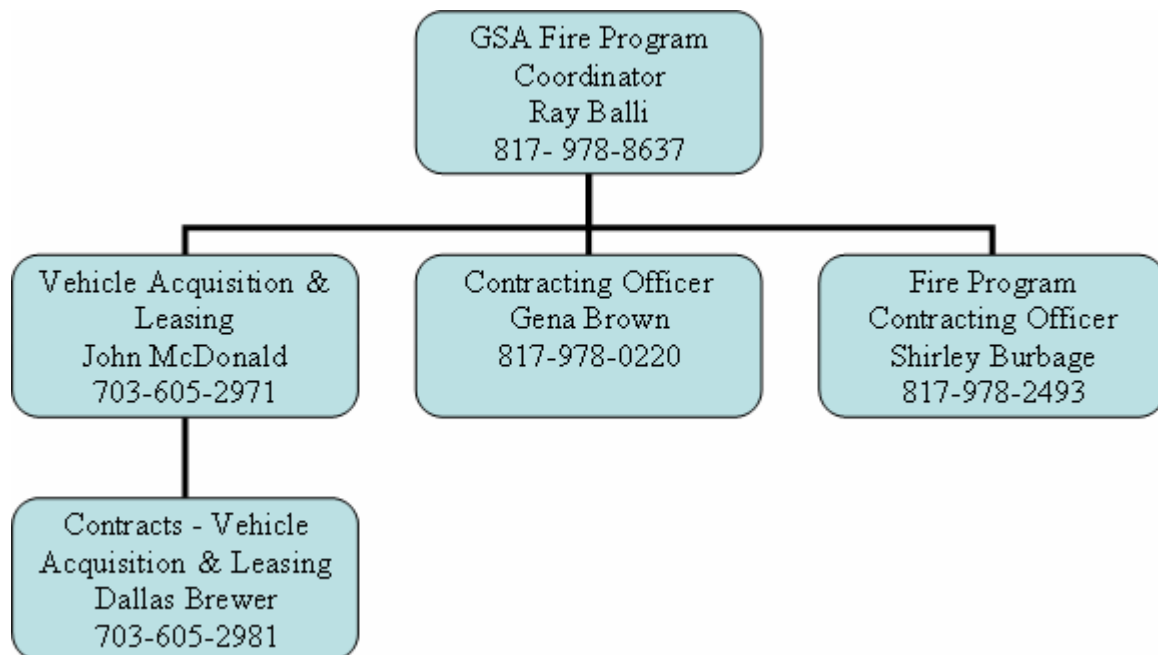 GSA Fire Program
Coordinator
Ray Balli
817- 978-8637
Vehicle Acquisition &
Leasing
John McDonald
703-605-2971
Contracting Officer
Gena Brown
817-978-0220
Fire Program
Contracting Officer
Shirley Burbage
817-978-2493
Contracts - Vehicle
Acquisition & Leasing
Dallas Brewer
703-605-2981